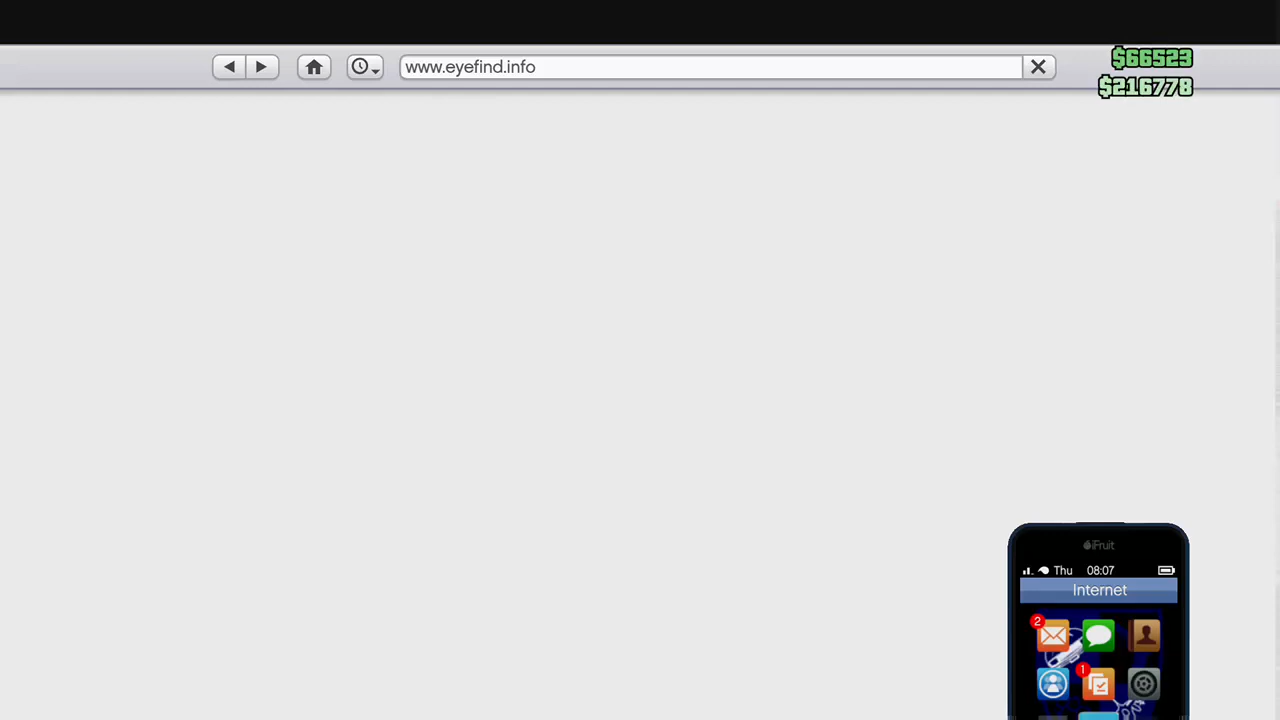 www.eyefind.info
$66523
$216778
iFruit
Thu 08:07
Internet
2
1